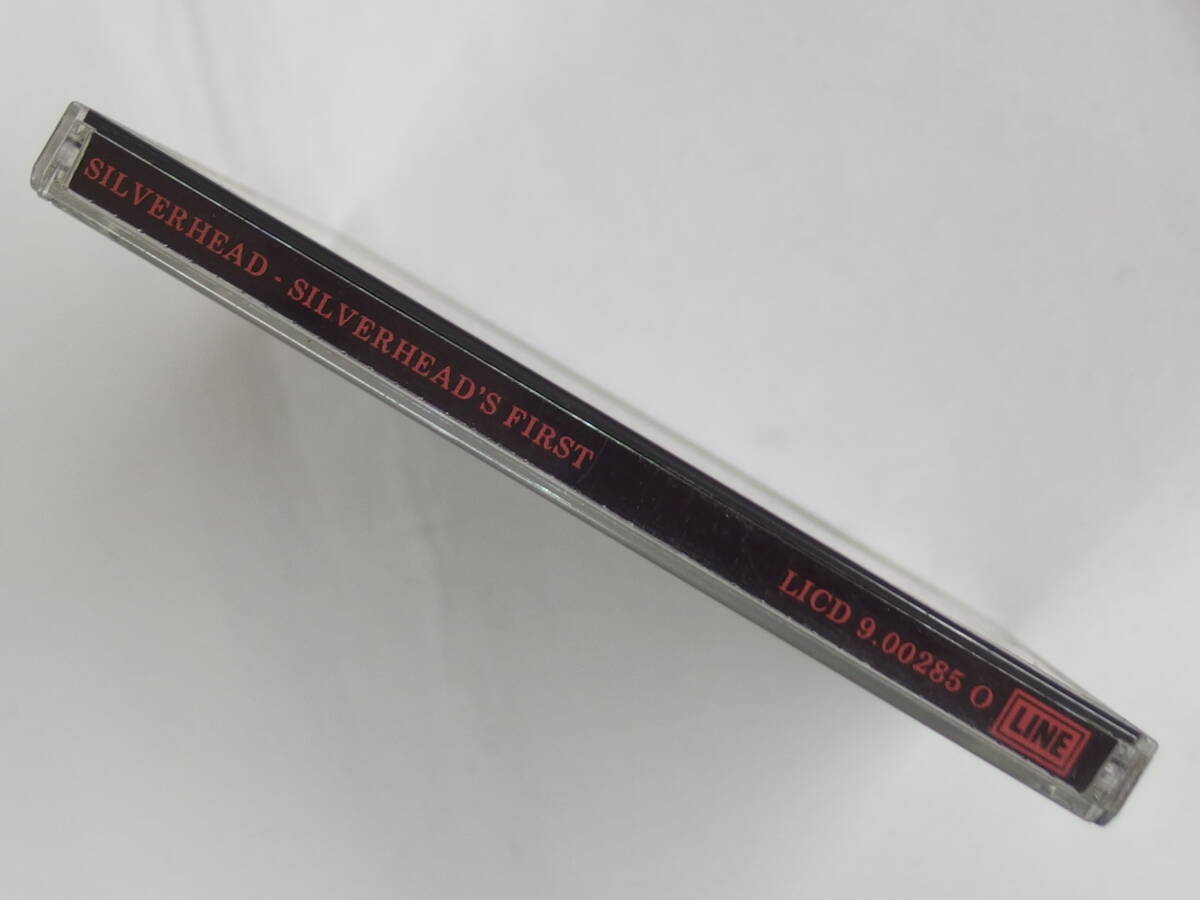 SILVERHEAD - SILVERHEAD'S FIRST
LICD 9.00285 O
LINE